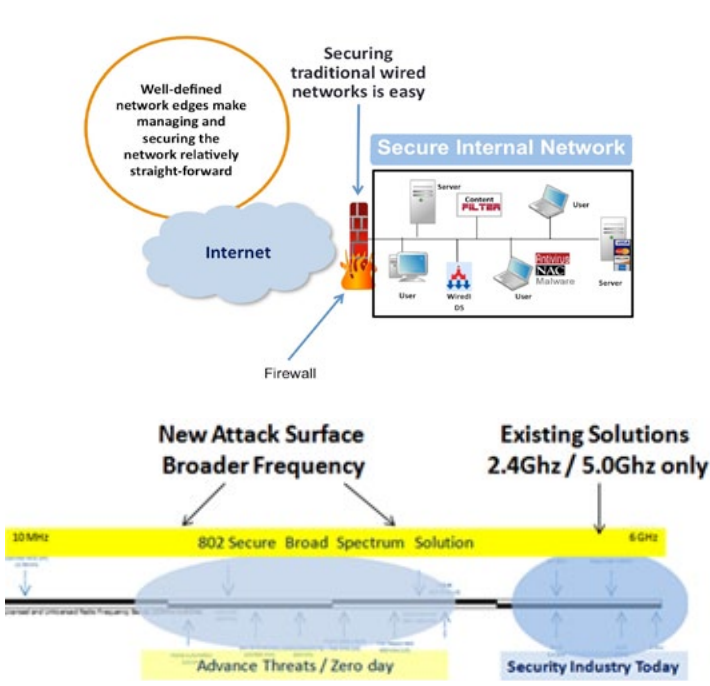 Securing
traditional wired
networks is easy
Well-defined
network edges make
managing and
securing the
network relatively
straight-forward
Secure Internal Network
Server
Content
FILTER
User
Internet
User
WiredI
DS
User
Antivirus
NAC
Malware
Server
Firewall
New Attack Surface
Broader Frequency
Existing Solutions
2.4Ghz / 5.0Ghz only
10 MHz
802 Secure Broad Spectrum Solution
6 GHz
Advance Threats / Zero day
Security Industry Today